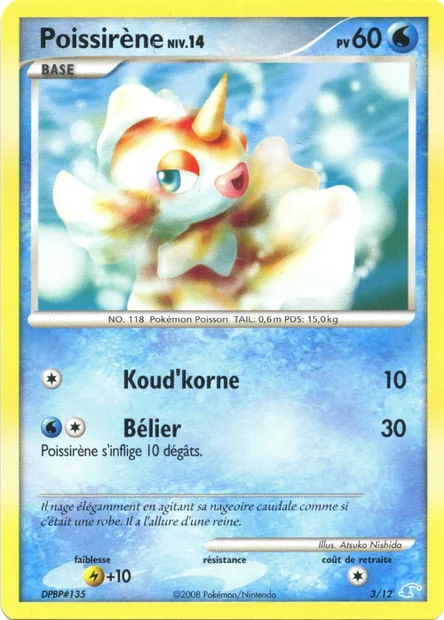 Poissirène NIV.14 PV 60
BASE
NO. 118 Pokémon Poisson TAIL: 0,6 m PDS: 15,0 kg
Koud'korne 10
Bélier 30
Poissirène s'inflige 10 dégâts.
Il nage élégamment en agitant sa nageoire caudale comme si
c'était une robe. Il a l'allure d'une reine.
Illus. Atsuko Nishida
faiblesse résistance coût de retraite
+10
DPBP#135 ©2008 Pokémon/Nintendo 3/12